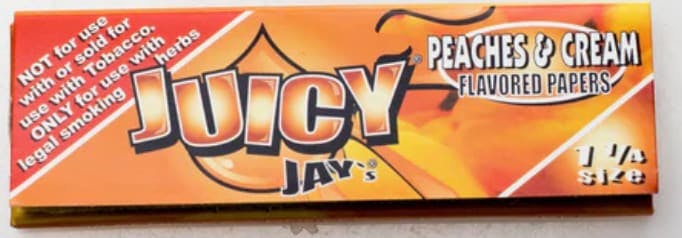 NOT for use
with or sold for
use with Tobacco.
ONLY for use with
legal smoking herbs
JUICY®
JAY's®
PEACHES & CREAM
FLAVORED PAPERS
1 1/4
size